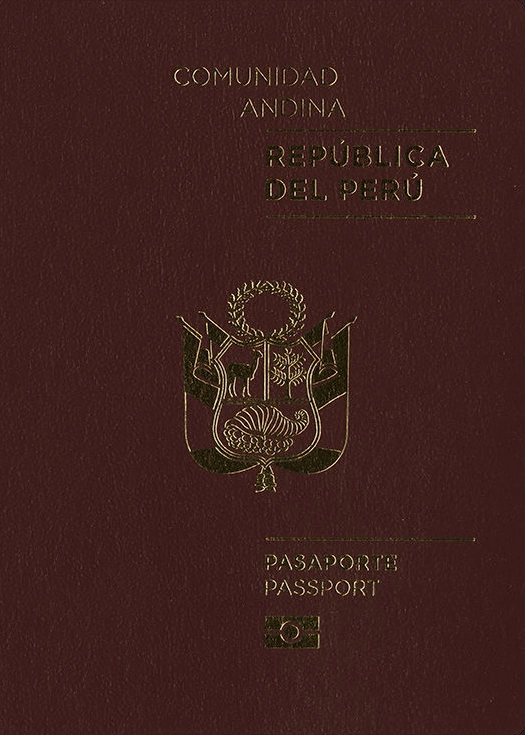 COMUNIDAD
ANDINA
REPÚBLICA
DEL PERÚ
PASAPORTE
PASSPORT